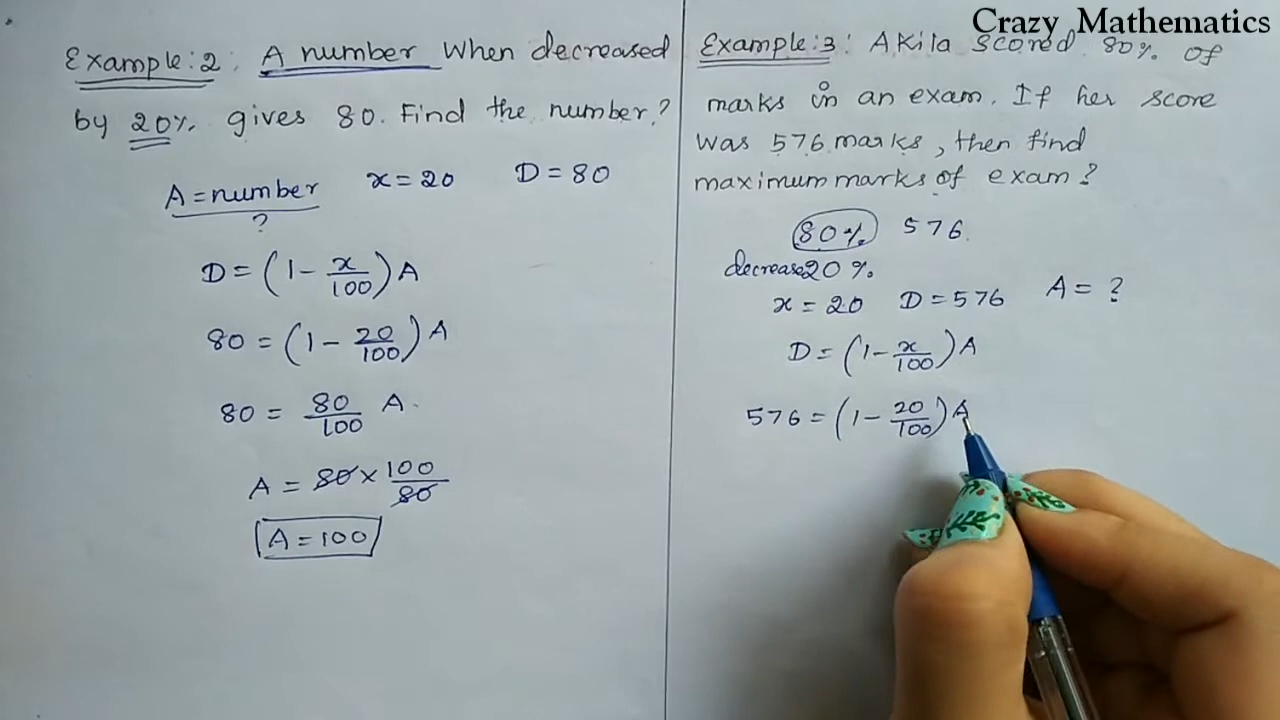 Crazy Mathematics
Example:2: A number when decreased
by 20% gives 80. Find the number?
A = number x = 20 D = 80
?
D = (1 - x/100) A
80 = (1 - 20/100) A
80 = 80/100 A.
A = 80 × 100/80
A = 100
Example:3: Akila scored 80% of
marks in an exam. If her score
was 576 marks, then find
maximum marks of exam?
80% 576.
decrease 20%.
x = 20 D = 576 A = ?
D = (1 - x/100) A
576 = (1 - 20/100) A